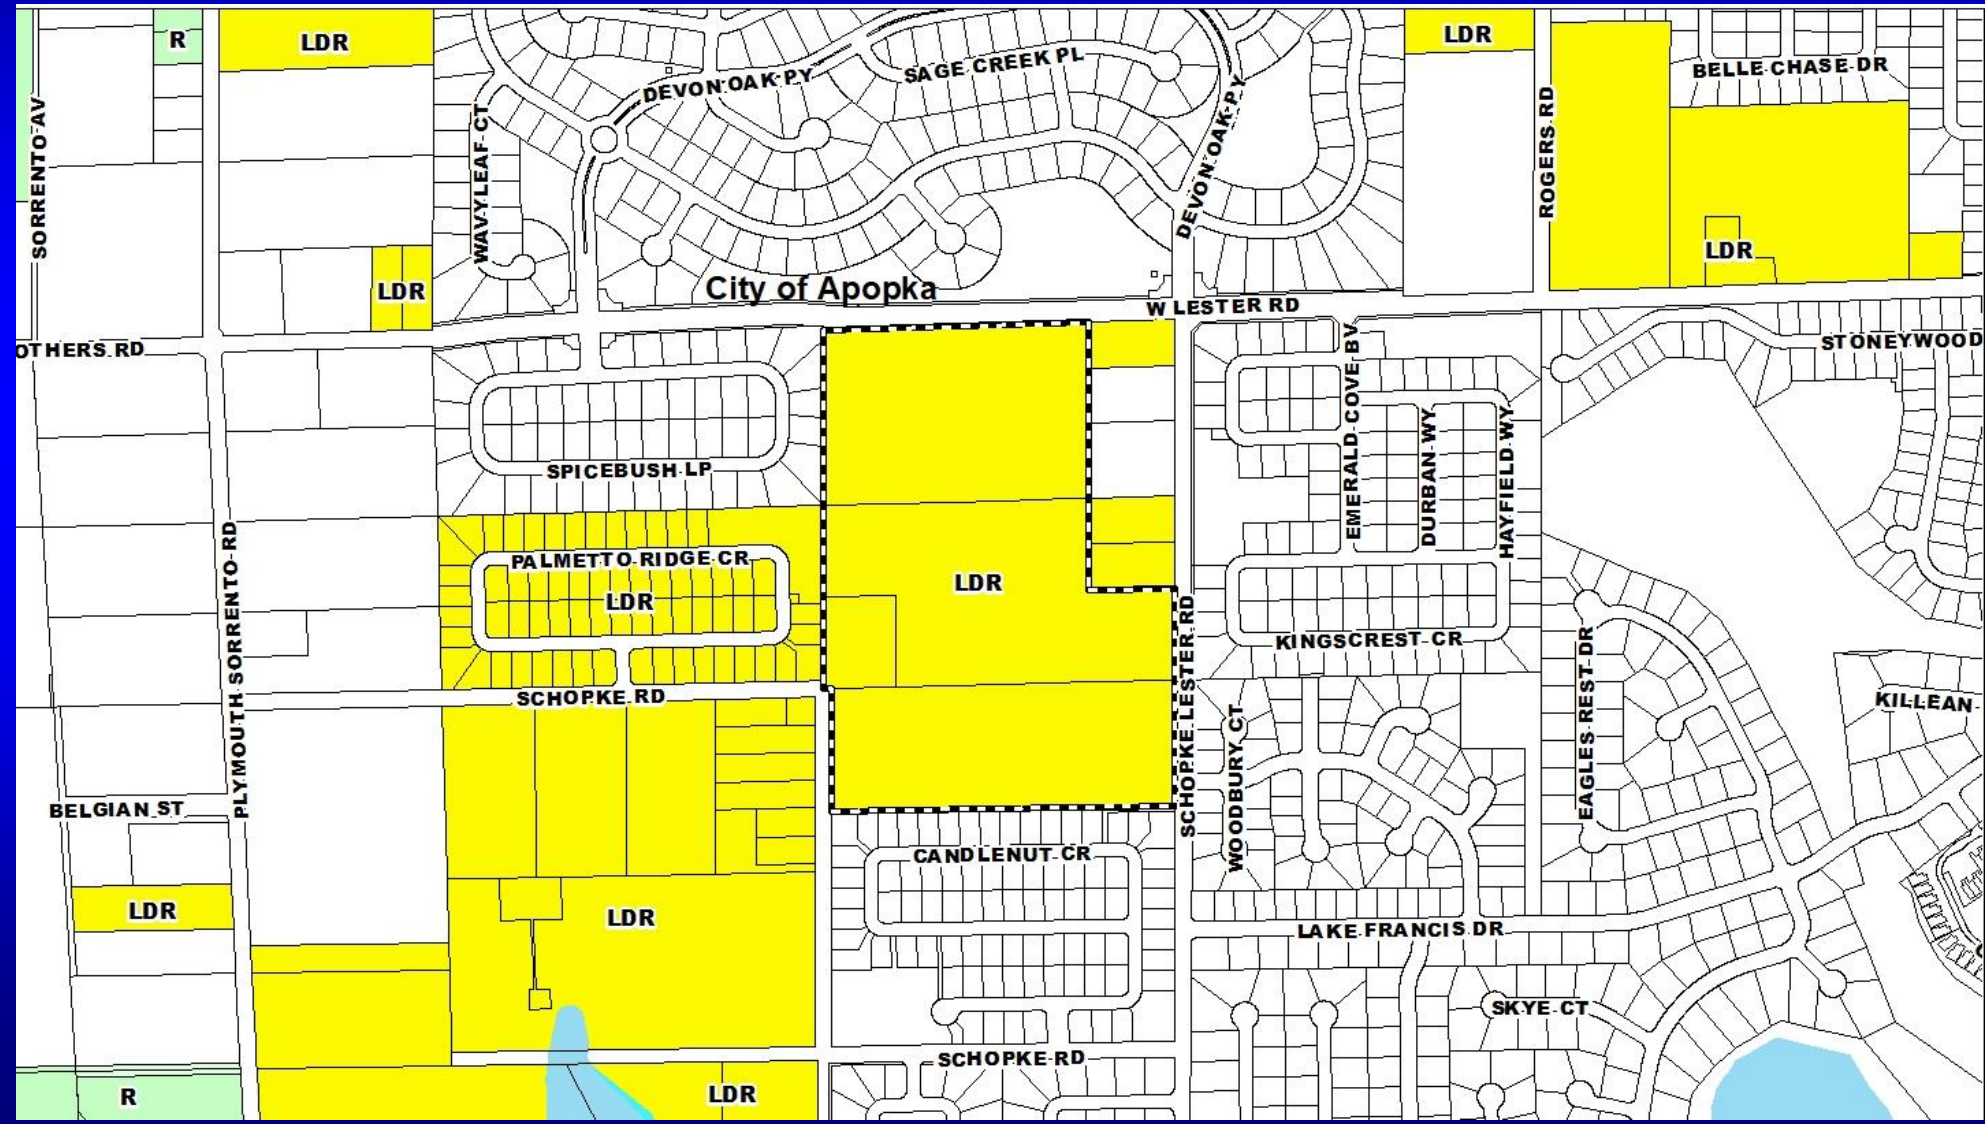 R
LDR
LDR
SORRENTO AV
DEVON OAK PY
SAGE CREEK PL
BELLE CHASE DR
WAVYLEAF CT
DEVON OAK PY
ROGERS RD
LDR
LDR
City of Apopka
W LESTER RD
OTHERS RD
STONEYWOOD
EMERALD COVE BV
DURBAN WY
HAYFIELD WY
SPICEBUSH LP
PALMETTO RIDGE CR
LDR
LDR
PLYMOUTH SORRENTO RD
KINGSCREST CR
SCHOPKE RD
SCHOPKE LESTER RD
WOODBURY CT
EAGLES REST DR
KILLEAN
BELGIAN ST
CANDLENUT CR
LDR
LDR
LAKE FRANCIS DR
SKYE CT
SCHOPKE RD
R
LDR